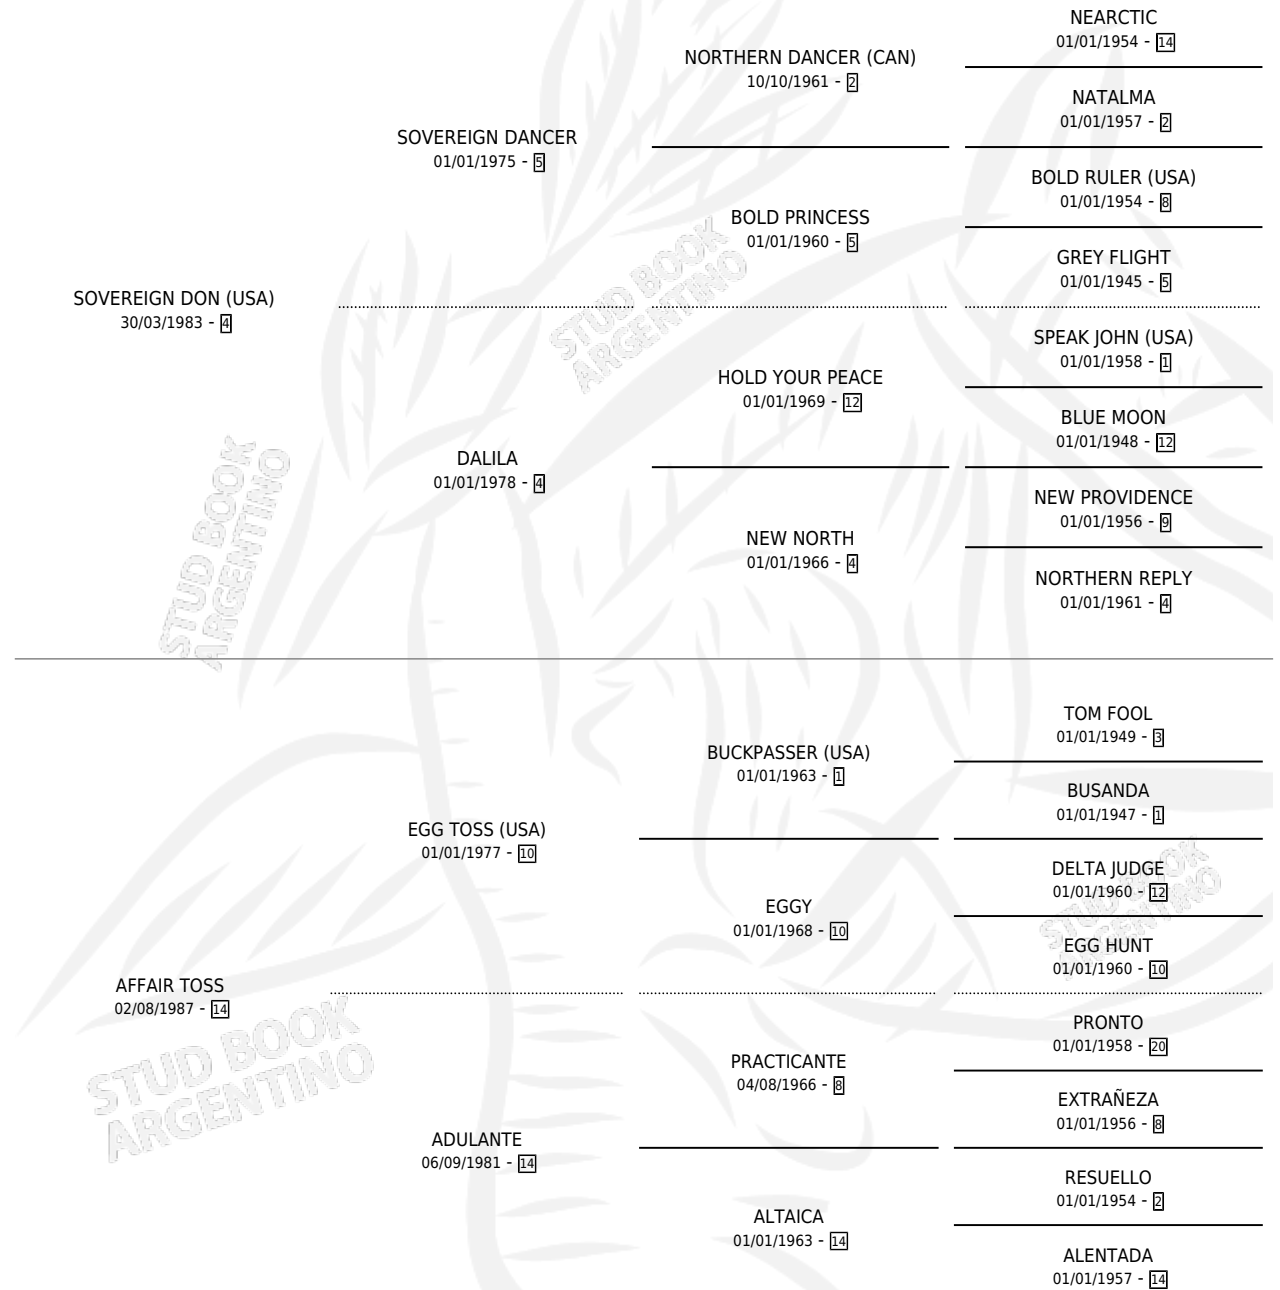 NEARCTIC
01/01/1954 - 14
NORTHERN DANCER (CAN)
10/10/1961 - 2
NATALMA
01/01/1957 - 2
SOVEREIGN DANCER
01/01/1975 - 5
BOLD RULER (USA)
01/01/1954 - 8
BOLD PRINCESS
01/01/1960 - 5
GREY FLIGHT
01/01/1945 - 5
SOVEREIGN DON (USA)
30/03/1983 - 4
SPEAK JOHN (USA)
01/01/1958 - 1
HOLD YOUR PEACE
01/01/1969 - 12
BLUE MOON
01/01/1948 - 12
DALILA
01/01/1978 - 4
NEW PROVIDENCE
01/01/1956 - 9
NEW NORTH
01/01/1966 - 4
NORTHERN REPLY
01/01/1961 - 4
TOM FOOL
01/01/1949 - 3
BUCKPASSER (USA)
01/01/1963 - 1
BUSANDA
01/01/1947 - 1
EGG TOSS (USA)
01/01/1977 - 10
DELTA JUDGE
01/01/1960 - 12
EGGY
01/01/1968 - 10
EGG HUNT
01/01/1960 - 10
AFFAIR TOSS
02/08/1987 - 14
PRONTO
01/01/1958 - 20
PRACTICANTE
04/08/1966 - 8
EXTRAÑEZA
01/01/1956 - 8
ADULANTE
06/09/1981 - 14
RESUELLO
01/01/1954 - 2
ALTAICA
01/01/1963 - 14
ALENTADA
01/01/1957 - 14
STUD BOOK
ARGENTINO
STUD BOOK
ARGENTINO
STUD BOOK
ARGENTINO
STUD BOOK
ARGENTINO